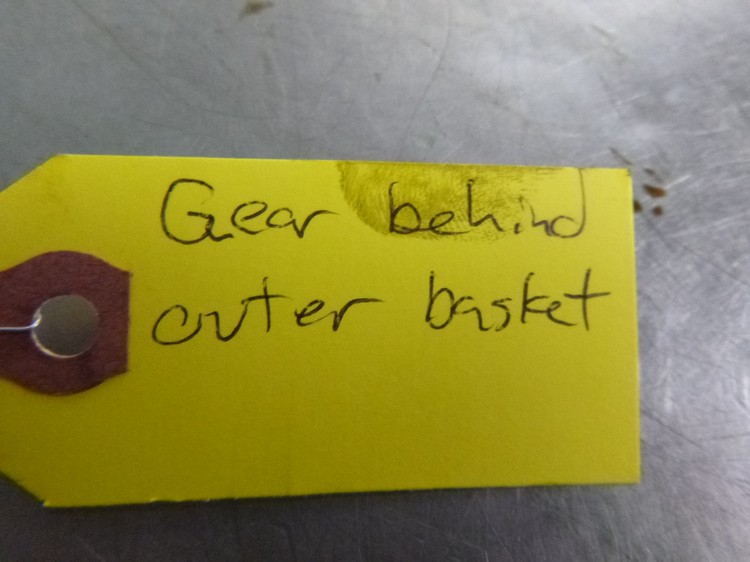 Gear behind
outer basket